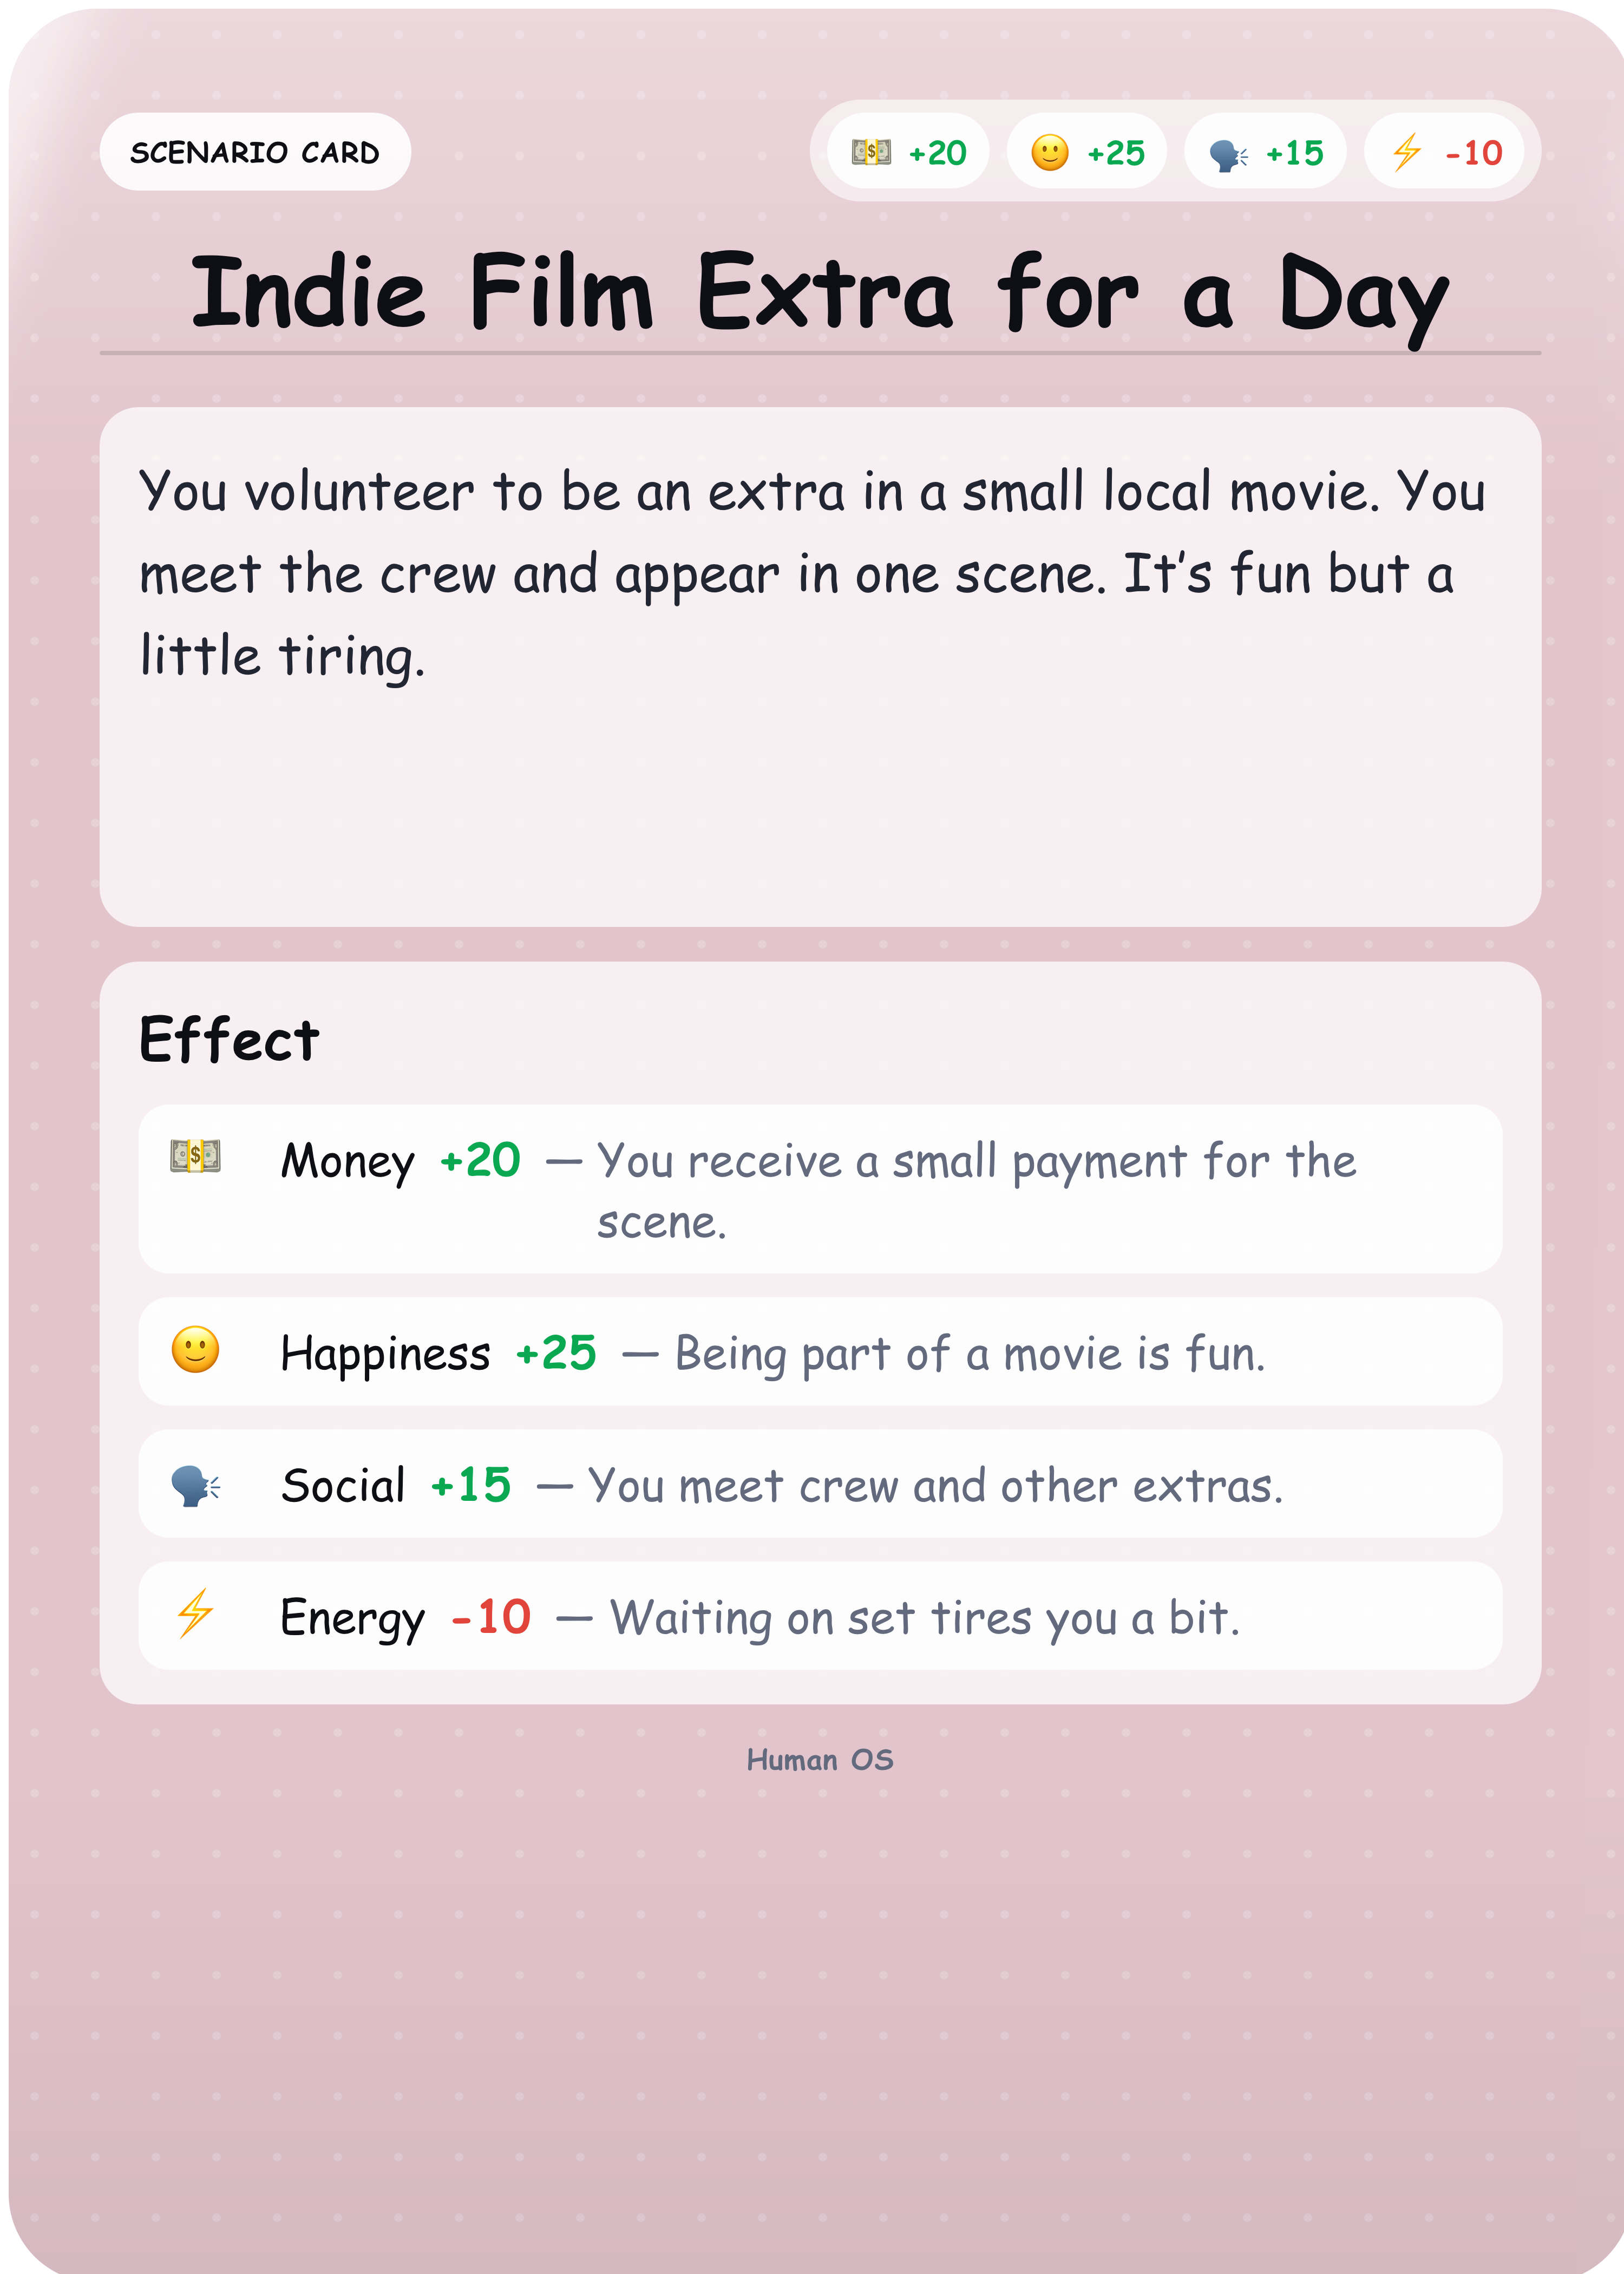 SCENARIO CARD
+20 +25 +15 -10
Indie Film Extra for a Day
You volunteer to be an extra in a small local movie. You
meet the crew and appear in one scene. It's fun but a
little tiring.
Effect
Money +20 — You receive a small payment for the
scene.
Happiness +25 — Being part of a movie is fun.
Social +15 — You meet crew and other extras.
Energy -10 — Waiting on set tires you a bit.
Human OS